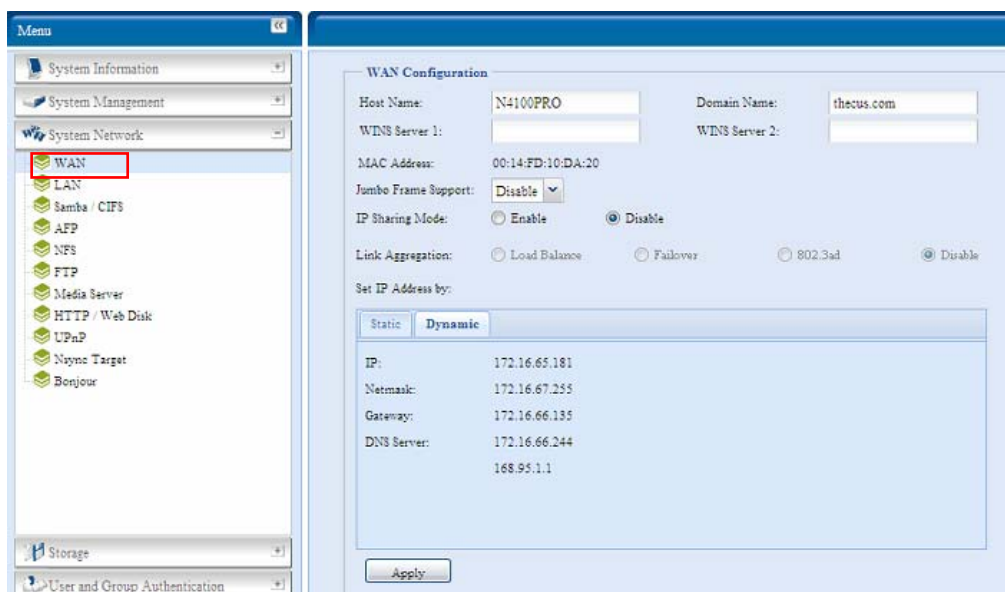 Menu
System Information
System Management
System Network
WAN
LAN
Samba / CIFS
AFP
NFS
FTP
Media Server
HTTP / Web Disk
UPnP
Nsync Target
Bonjour
Storage
User and Group Authentication
WAN Configuration
Host Name: N4100PRO Domain Name: thecus.com
WINS Server 1: WINS Server 2:
MAC Address: 00:14:FD:10:DA:20
Jumbo Frame Support: Disable
IP Sharing Mode: Enable Disable
Link Aggregation: Load Balance Failover 802.3ad Disable
Set IP Address by:
Static Dynamic
IP: 172.16.65.181
Netmask: 172.16.67.255
Gateway: 172.16.66.135
DNS Server: 172.16.66.244
168.95.1.1
Apply